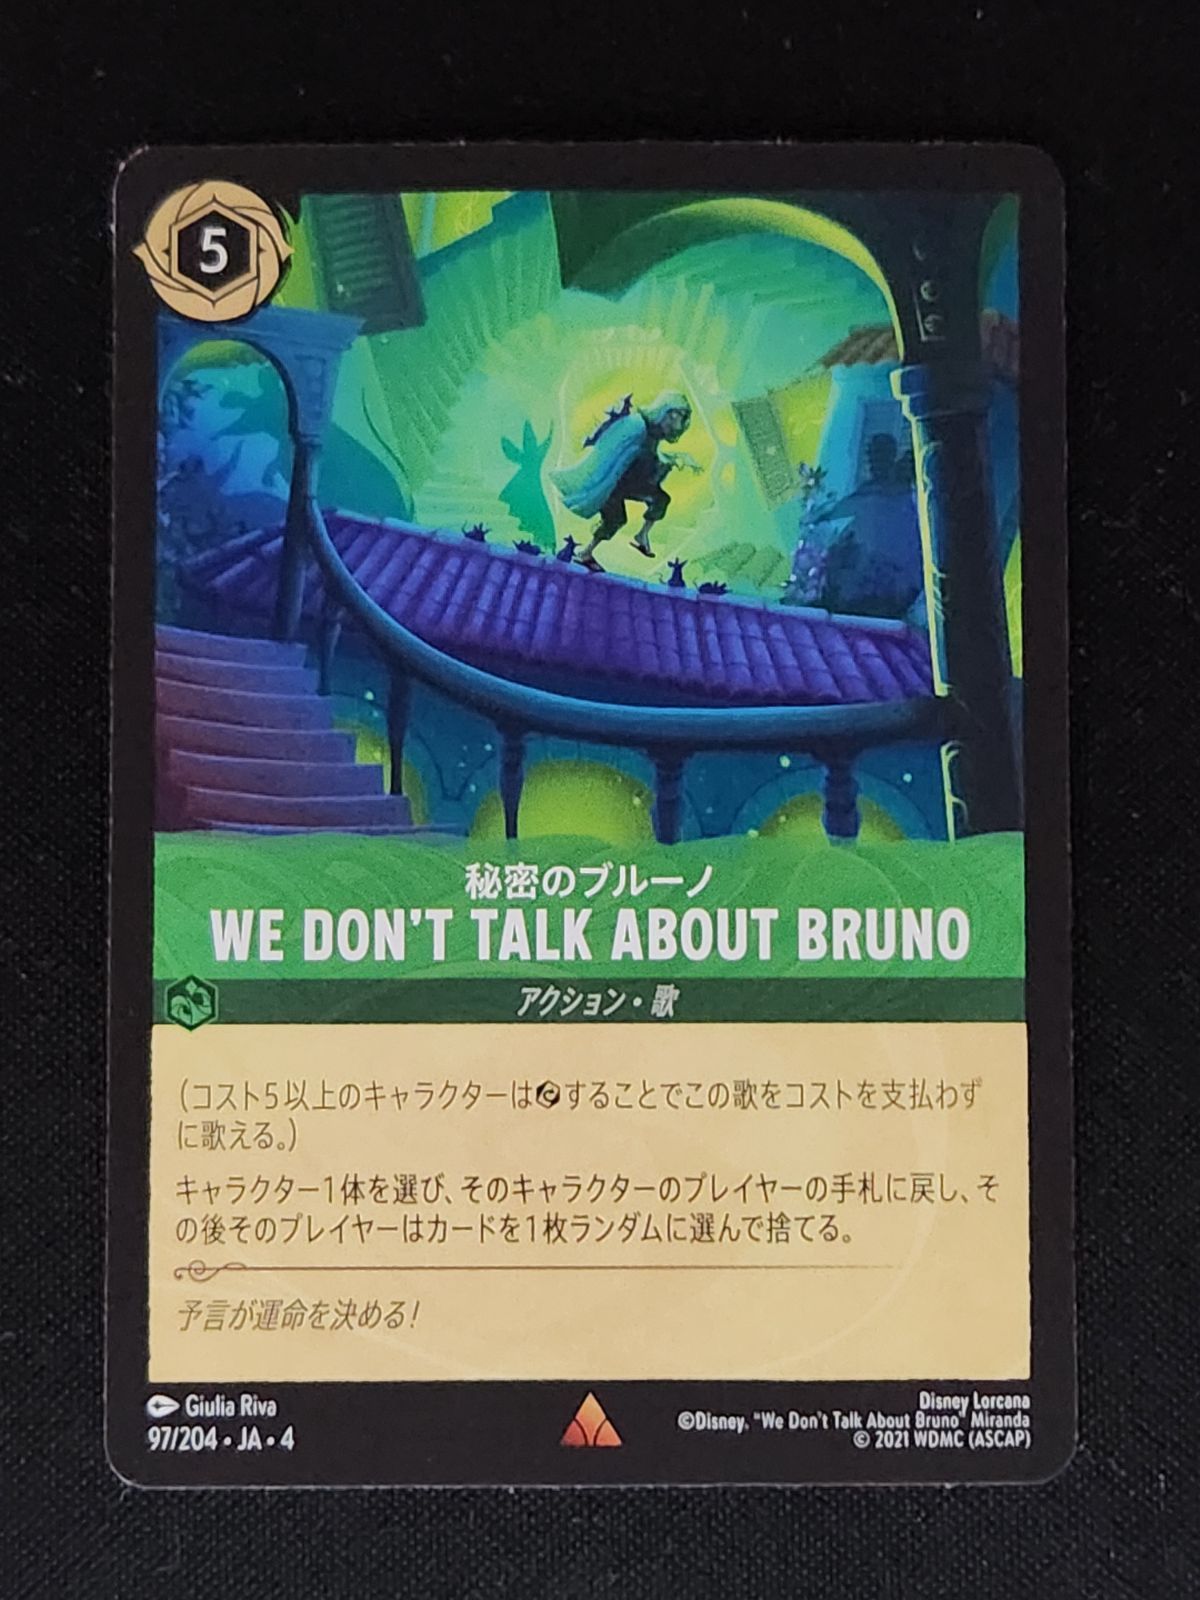 5
秘密のブルーノ
WE DON'T TALK ABOUT BRUNO
アクション・歌
(コスト5以上のキャラクターはすることでこの歌をコストを支払わず
に歌える。)
キャラクター1体を選び、そのキャラクターのプレイヤーの手札に戻し、そ
の後そのプレイヤーはカードを1枚ランダムに選んで捨てる。
予言が運命を決める!
Giulia Riva
97/204・JA・4
Disney Lorcana
©Disney, "We Don't Talk About Bruno" Miranda
© 2021 WDMC (ASCAP)